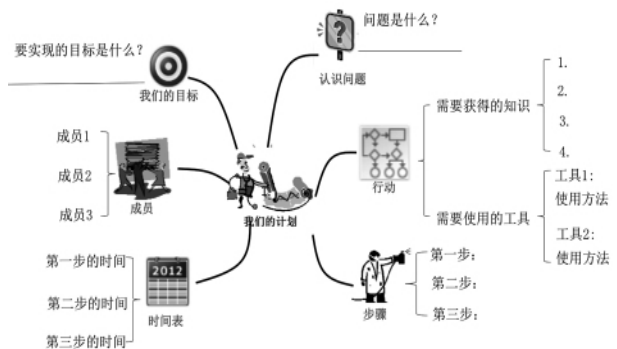 问题是什么？
要实现的目标是什么？
认识问题
我们的目标
需要获得的知识
1.
2.
3.
4.
成员1
成员2
成员3
成员
行动
需要使用的工具
工具1:
使用方法
工具2:
使用方法
我们的计划
第一步的时间
第二步的时间
第三步的时间
2012
时间表
步骤
第一步：
第二步：
第三步：